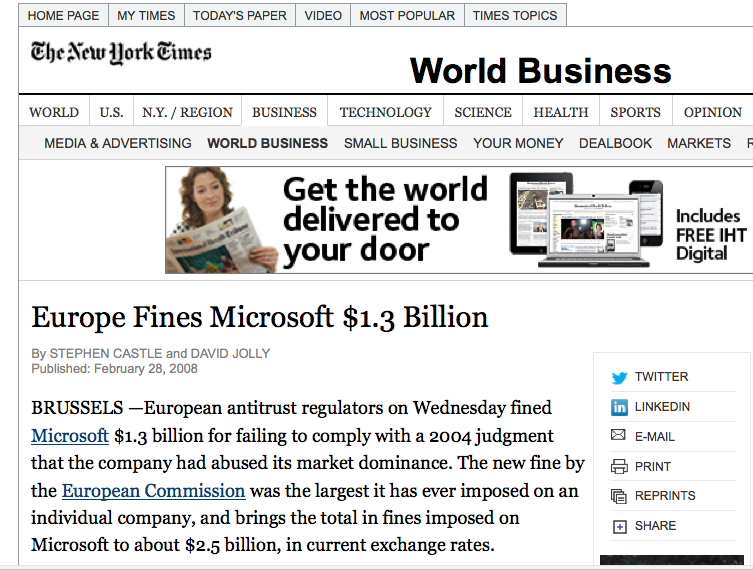 HOME PAGE MY TIMES TODAY'S PAPER VIDEO MOST POPULAR TIMES TOPICS
The New York Times
World Business
WORLD U.S. N.Y. / REGION BUSINESS TECHNOLOGY SCIENCE HEALTH SPORTS OPINION
MEDIA & ADVERTISING WORLD BUSINESS SMALL BUSINESS YOUR MONEY DEALBOOK MARKETS
Get the world
delivered to
your door
Includes
FREE IHT
Digital
Europe Fines Microsoft $1.3 Billion
By STEPHEN CASTLE and DAVID JOLLY
Published: February 28, 2008
BRUSSELS —European antitrust regulators on Wednesday fined
Microsoft $1.3 billion for failing to comply with a 2004 judgment
that the company had abused its market dominance. The new fine by
the European Commission was the largest it has ever imposed on an
individual company, and brings the total in fines imposed on
Microsoft to about $2.5 billion, in current exchange rates.
TWITTER
in LINKEDIN
E-MAIL
PRINT
REPRINTS
SHARE